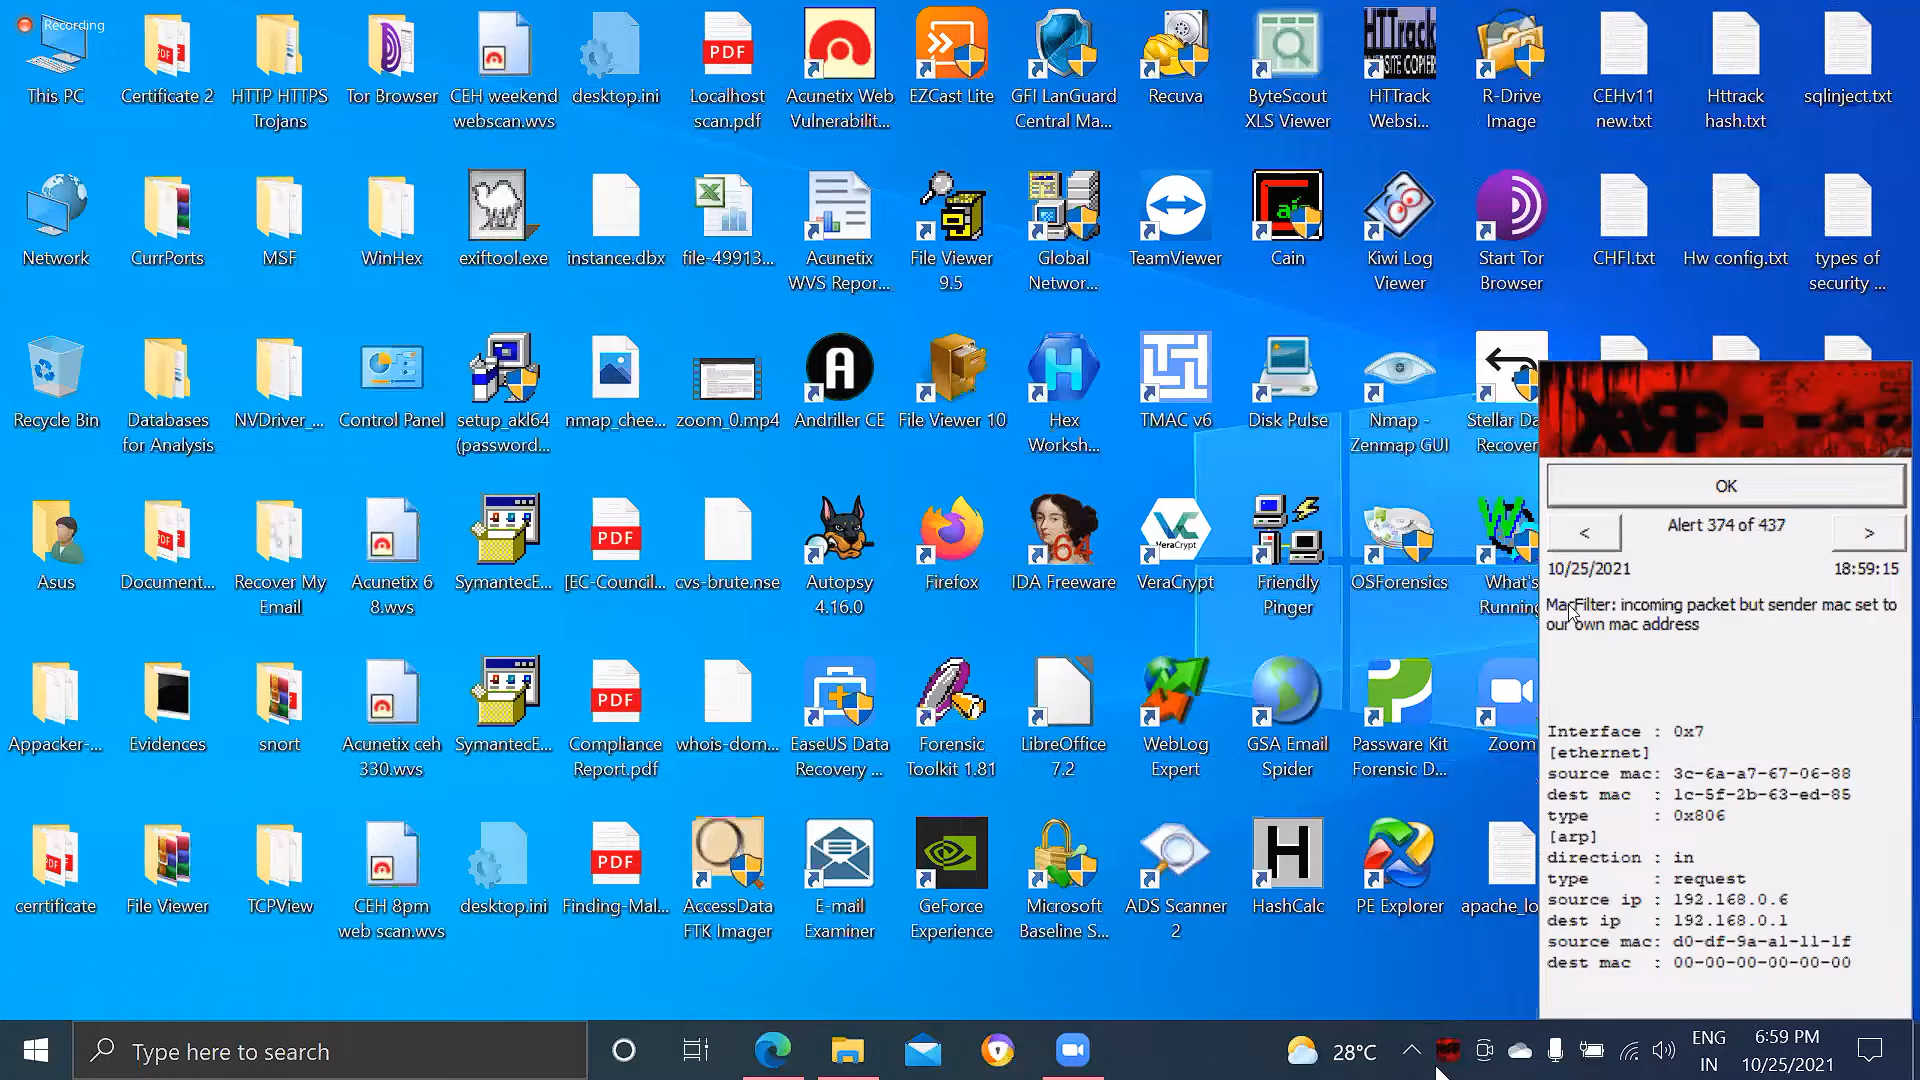 Recording
This PC
Certificate 2
HTTP HTTPS
Trojans
Tor Browser
CEH weekend
webscan.wvs
desktop.ini
PDF
Localhost
scan.pdf
Acunetix Web
Vulnerabilit...
EZCast Lite
GFI LanGuard
Central Ma...
Recuva
ByteScout
XLS Viewer
HTTrack
Websi...
R-Drive
Image
CEHv11
new.txt
Httrack
hash.txt
sqlinject.txt
Network
CurrPorts
MSF
WinHex
exiftool.exe
instance.dbx
file-49913...
Acunetix
WVS Repor...
File Viewer
9.5
Global
Networ...
TeamViewer
Cain
Kiwi Log
Viewer
Start Tor
Browser
CHFI.txt
Hw config.txt
types of
security ...
Recycle Bin
Databases
for Analysis
NVDriver_...
Control Panel
setup_akl64
(password...
nmap_chee...
zoom_0.mp4
Andriller CE
File Viewer 10
Hex
Worksh...
TMAC v6
Disk Pulse
Nmap -
Zenmap GUI
Stellar Da
Recover
Asus
Document...
Recover My
Email
Acunetix 6
8.wvs
SymantecE...
PDF
[EC-Council...
cvs-brute.nse
Autopsy
4.16.0
Firefox
64
IDA Freeware
VeraCrypt
VeraCrypt
Friendly
Pinger
OSForensics
What's
Running
Appacker-...
Evidences
snort
Acunetix ceh
330.wvs
SymantecE...
PDF
Compliance
Report.pdf
whois-dom...
EaseUS Data
Recovery ...
Forensic
Toolkit 1.81
LibreOffice
7.2
WebLog
Expert
GSA Email
Spider
Passware Kit
Forensic D...
Zoom
cerrtificate
File Viewer
TCPView
CEH 8pm
web scan.wvs
desktop.ini
PDF
Finding-Mal...
AccessData
FTK Imager
E-mail
Examiner
GeForce
Experience
Microsoft
Baseline S...
ADS Scanner
2
HashCalc
PE Explorer
apache_lo
XARP
OK
<
Alert 374 of 437
>
10/25/2021
18:59:15
MacFilter: incoming packet but sender mac set to
our own mac address
Interface : 0x7
[ethernet]
source mac: 3c-6a-a7-67-06-88
dest mac : 1c-5f-2b-63-ed-85
type : 0x806
[arp]
direction : in
type : request
source ip : 192.168.0.6
dest ip : 192.168.0.1
source mac: d0-df-9a-a1-11-1f
dest mac : 00-00-00-00-00-00
Type here to search
28°C
ENG
IN
6:59 PM
10/25/2021